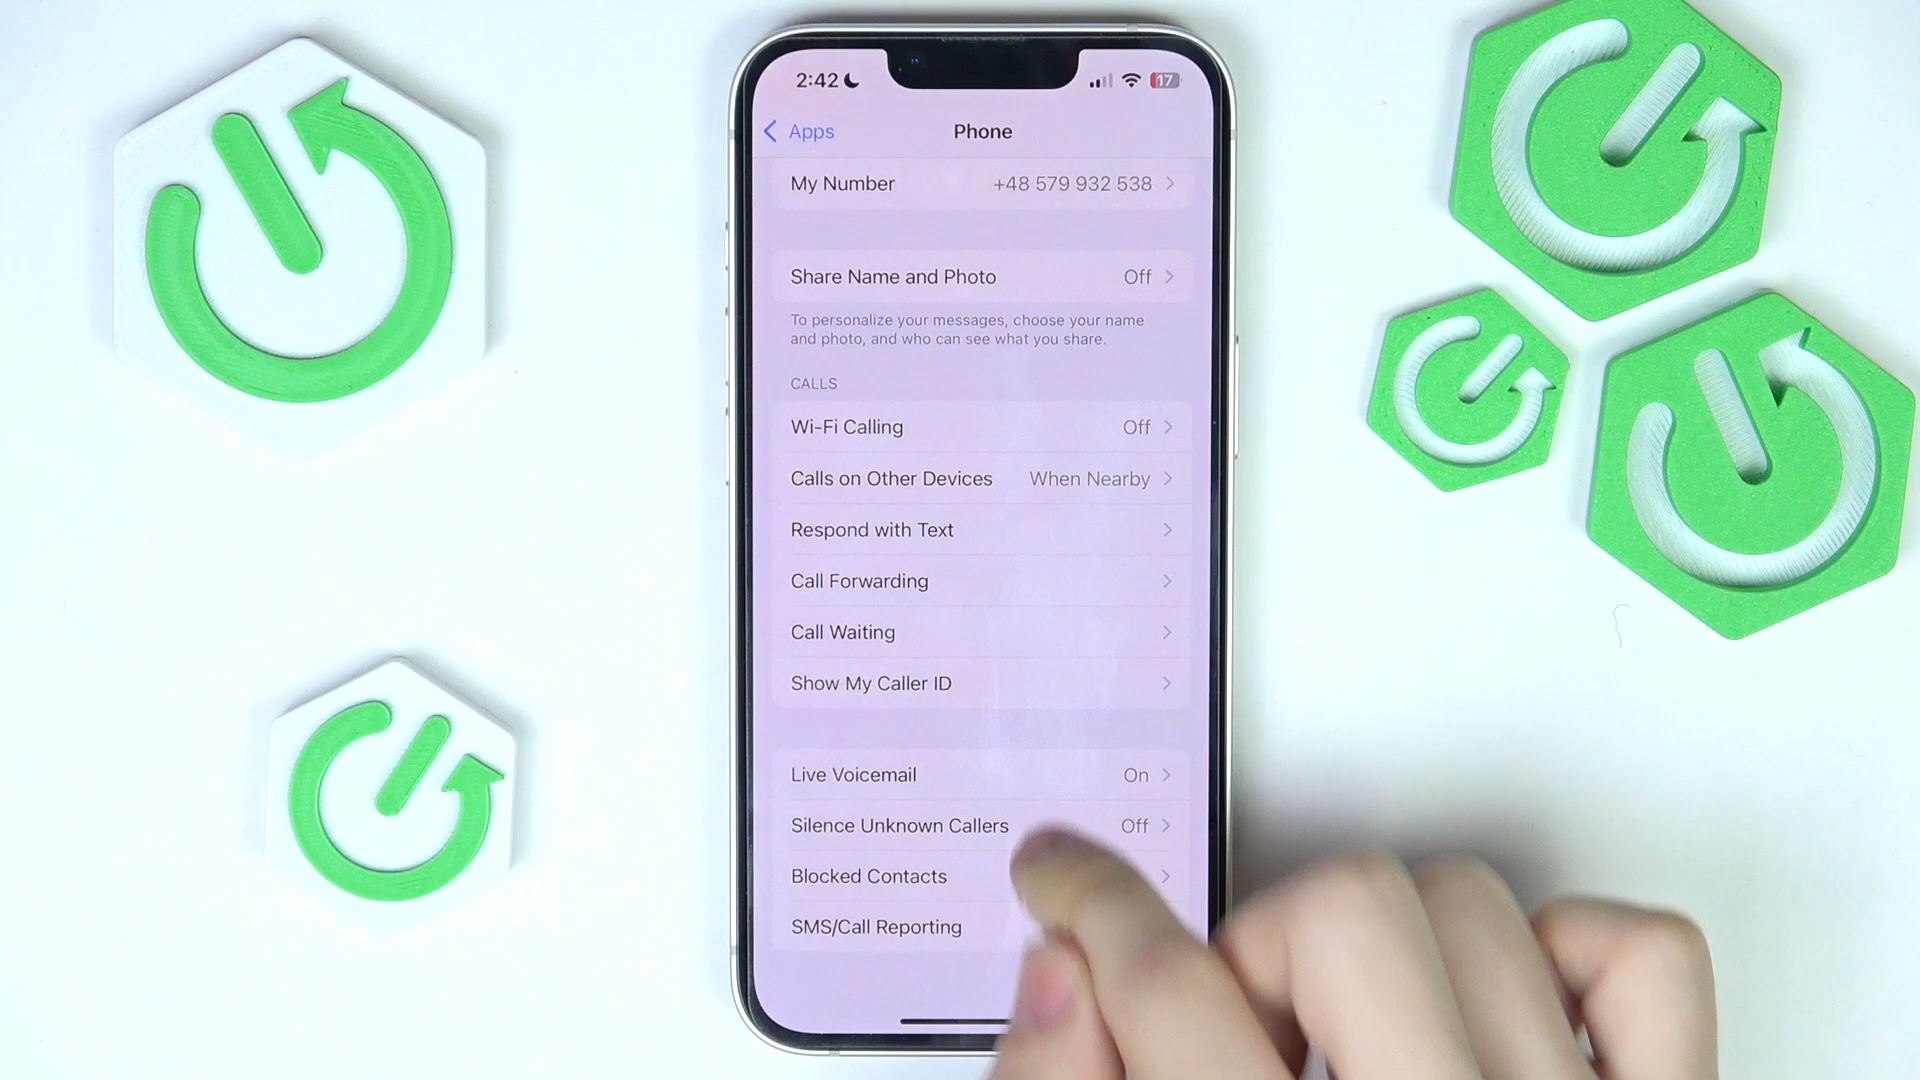 2:42
17
Apps
Phone
My Number +48 579 932 538
Share Name and Photo Off
To personalize your messages, choose your name
and photo, and who can see what you share.
CALLS
Wi-Fi Calling Off
Calls on Other Devices When Nearby
Respond with Text
Call Forwarding
Call Waiting
Show My Caller ID
Live Voicemail On
Silence Unknown Callers Off
Blocked Contacts
SMS/Call Reporting